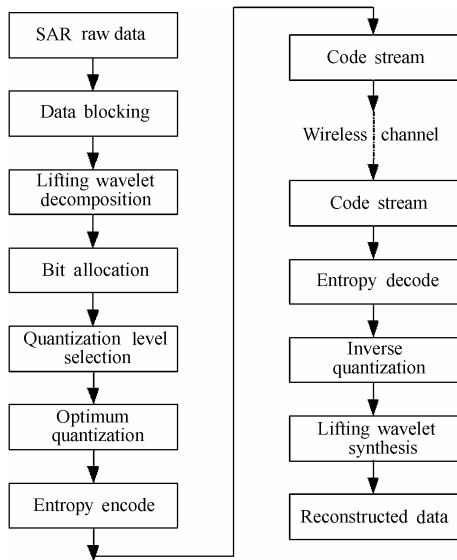 SAR raw data
Data blocking
Lifting wavelet
decomposition
Bit allocation
Quantization level
selection
Optimum
quantization
Entropy encode
Code stream
Wireless channel
Code stream
Entropy decode
Inverse
quantization
Lifting wavelet
synthesis
Reconstructed data